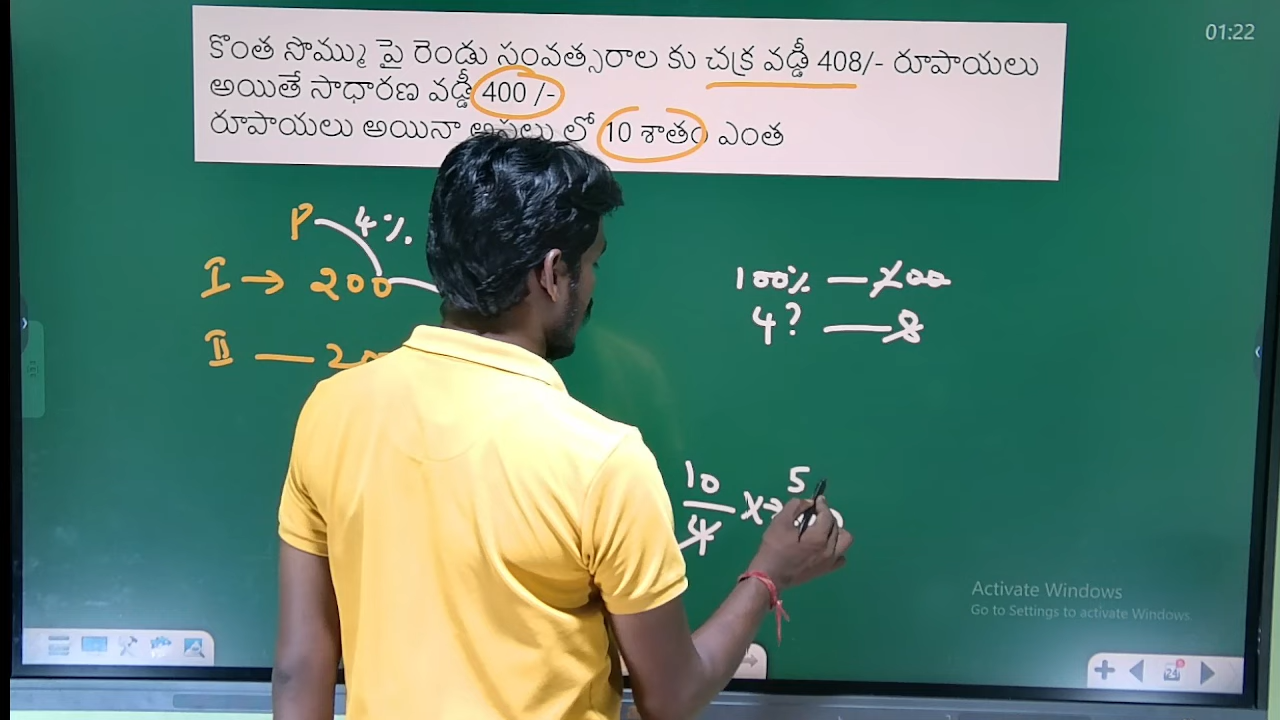 01:22
కొంత సొమ్ము పై రెండు సంవత్సరాల కు చక్ర వడ్డీ 408/- రూపాయలు
అయితే సాధారణ వడ్డీ 400 /-
రూపాయలు అయినా అసలు లో 10 శాతం ఎంత
P 4%.
I → 200
II — 20
100% — 200
4? — 8
10/4 × 5
Activate Windows
Go to Settings to activate Windows